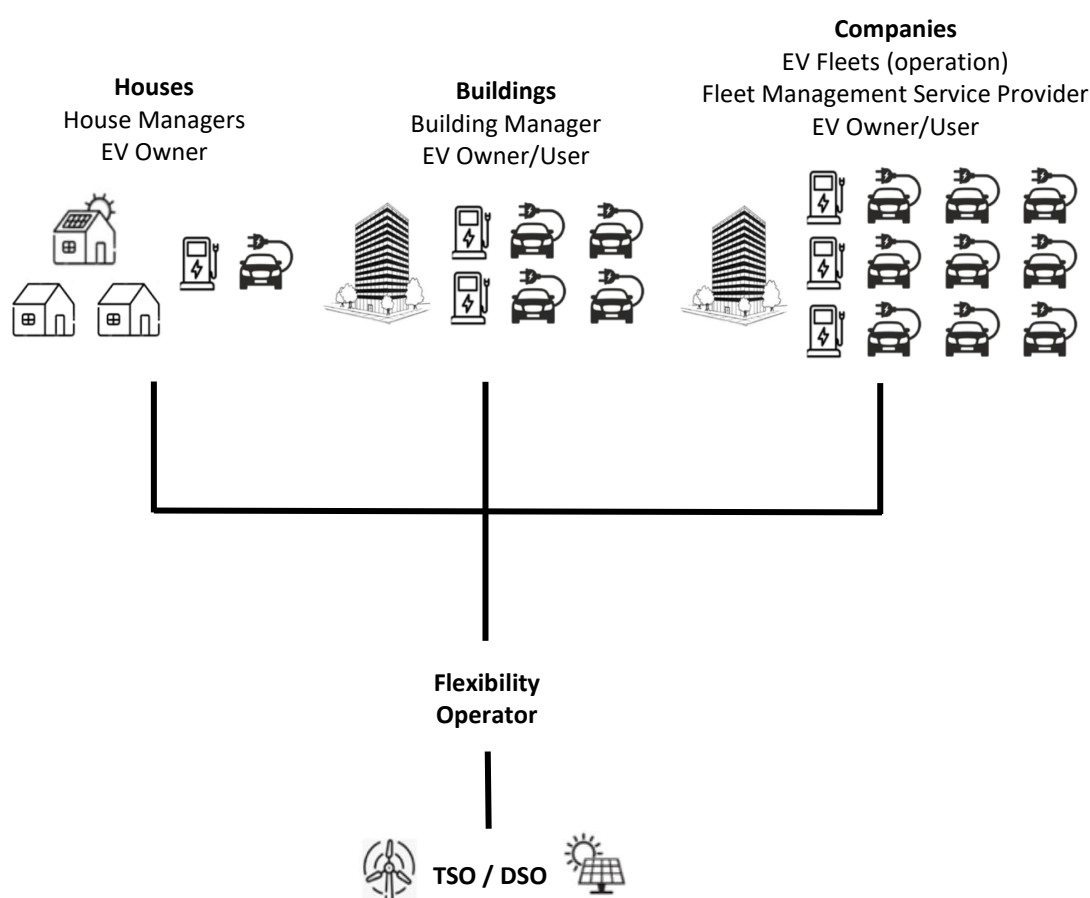 Houses
House Managers
EV Owner
Buildings
Building Manager
EV Owner/User
Companies
EV Fleets (operation)
Fleet Management Service Provider
EV Owner/User
Flexibility
Operator
TSO / DSO